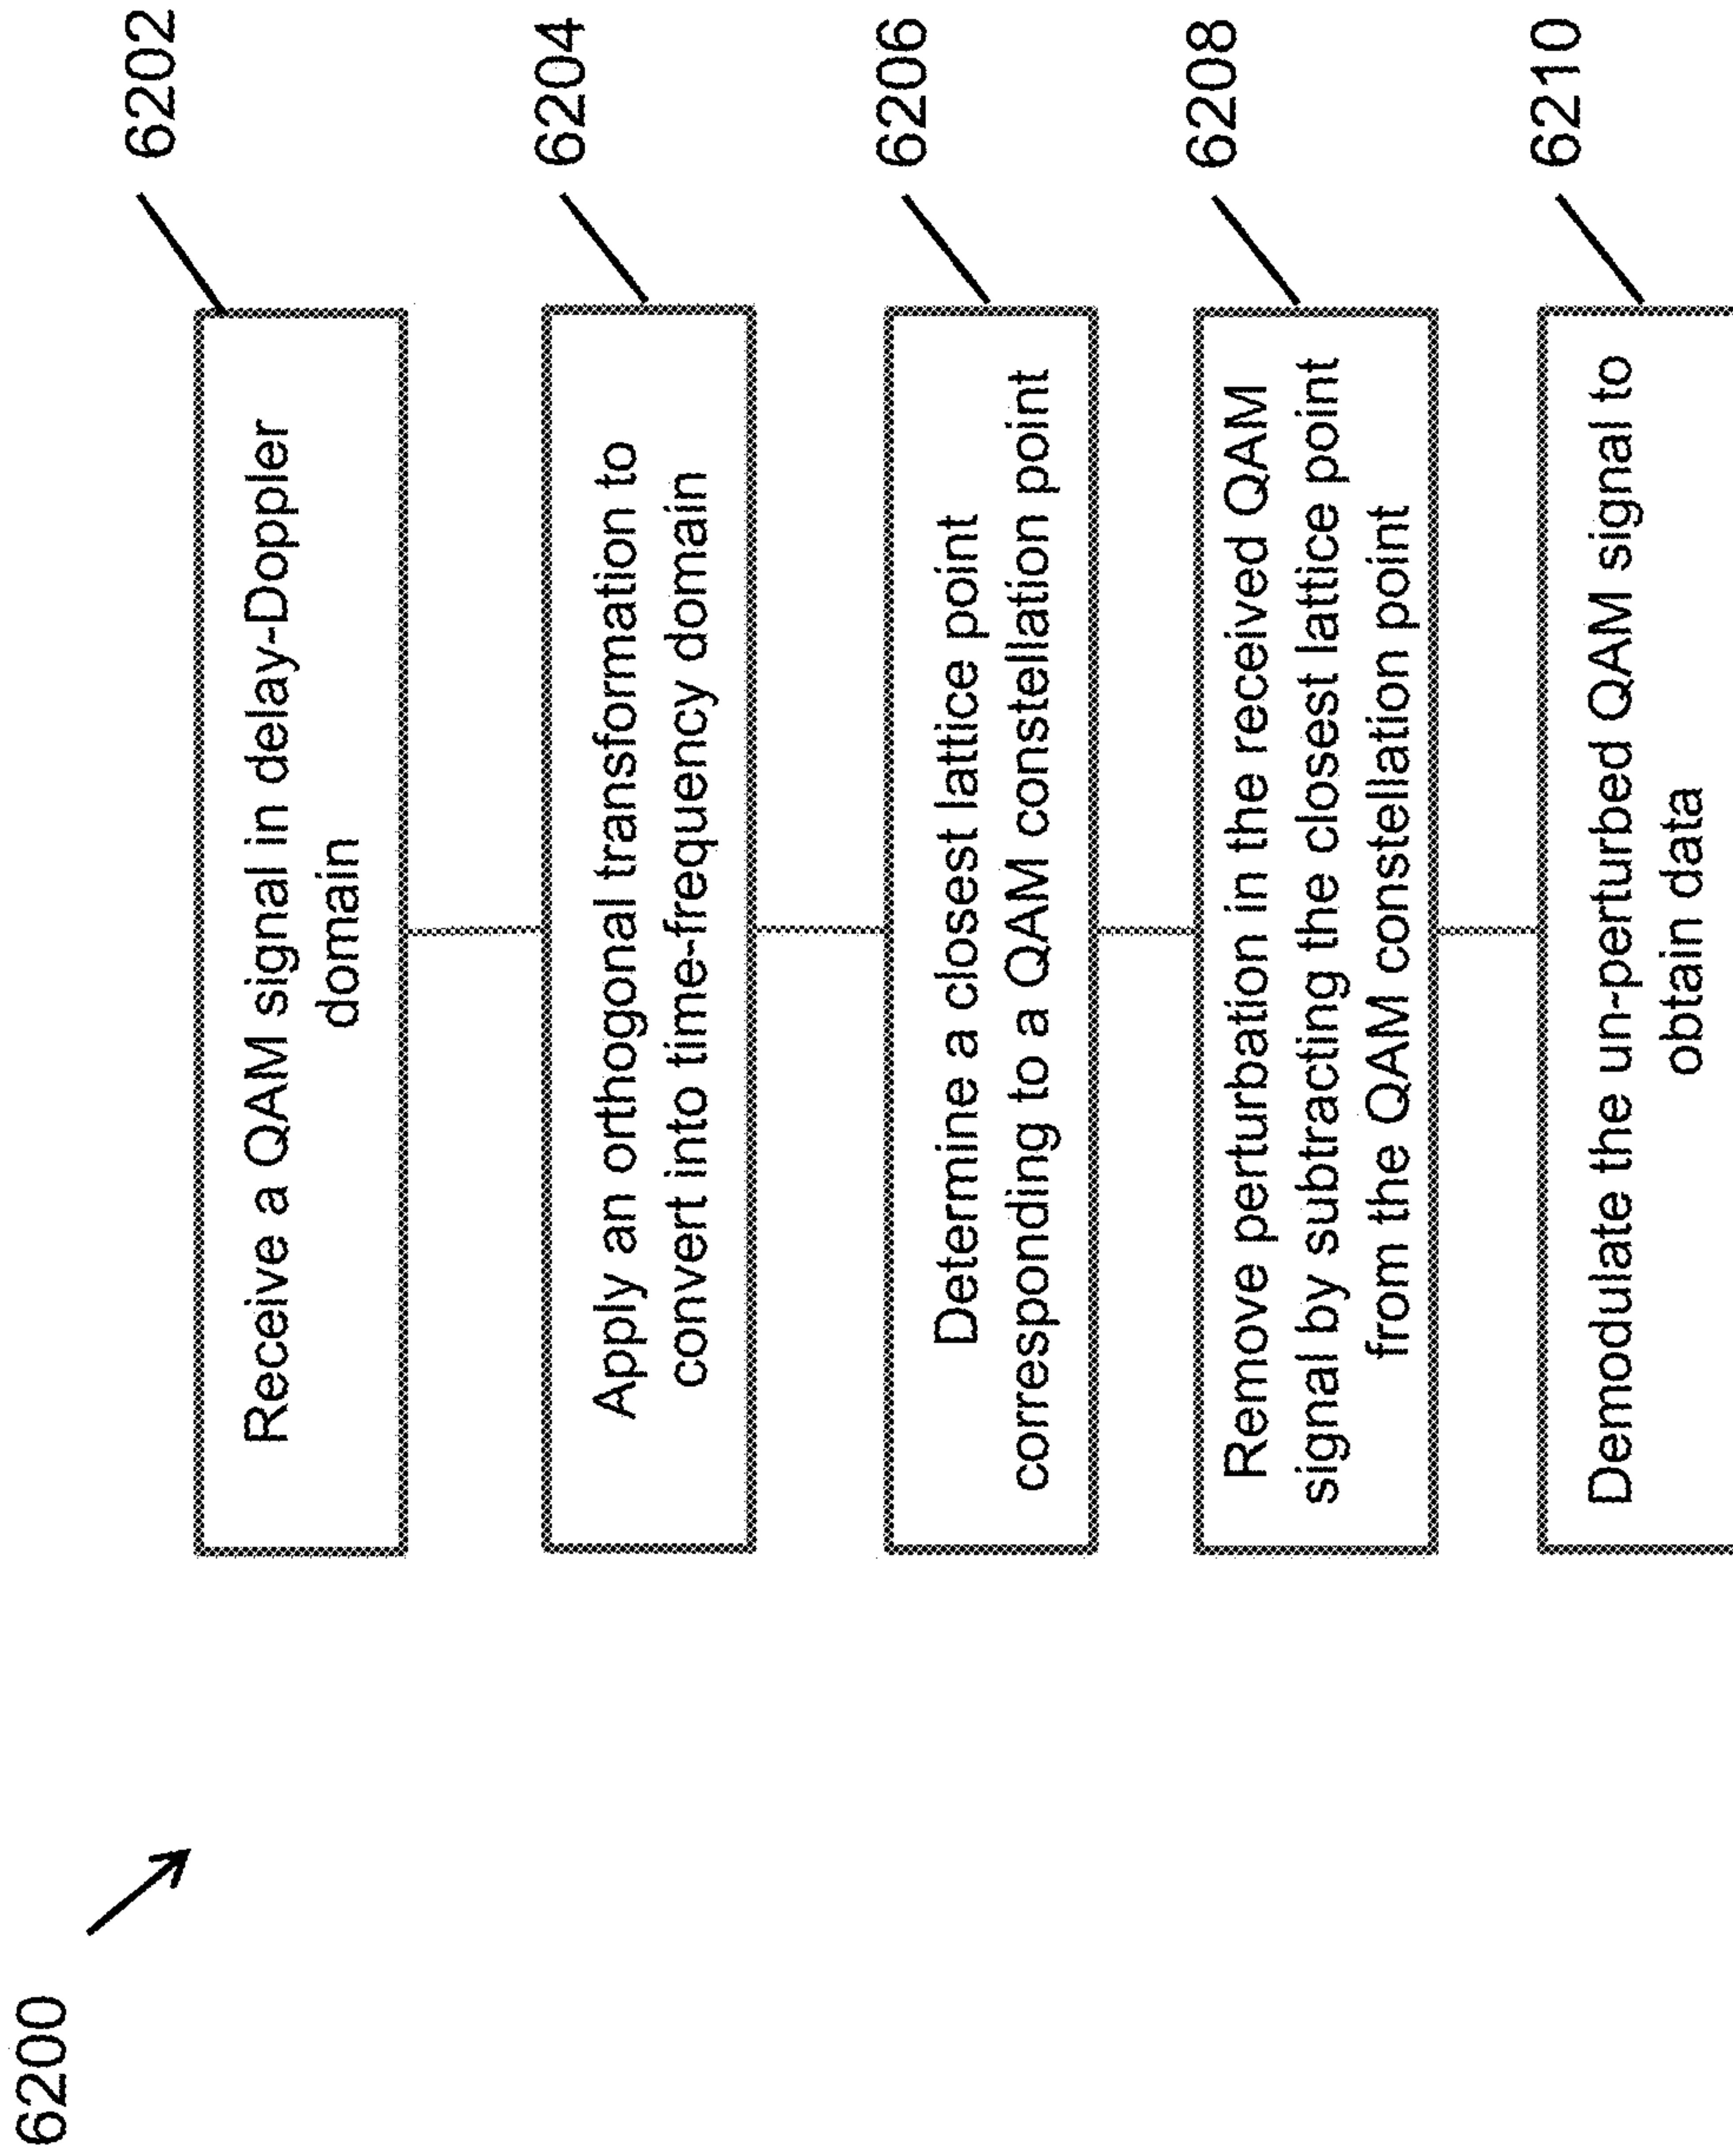 6200
6202
Receive a QAM signal in delay-Doppler
domain
6204
Apply an orthogonal transformation to
convert into time-frequency domain
6206
Determine a closest lattice point
corresponding to a QAM constellation point
6208
Remove perturbation in the received QAM
signal by subtracting the closest lattice point
from the QAM constellation point
6210
Demodulate the un-perturbed QAM signal to
obtain data